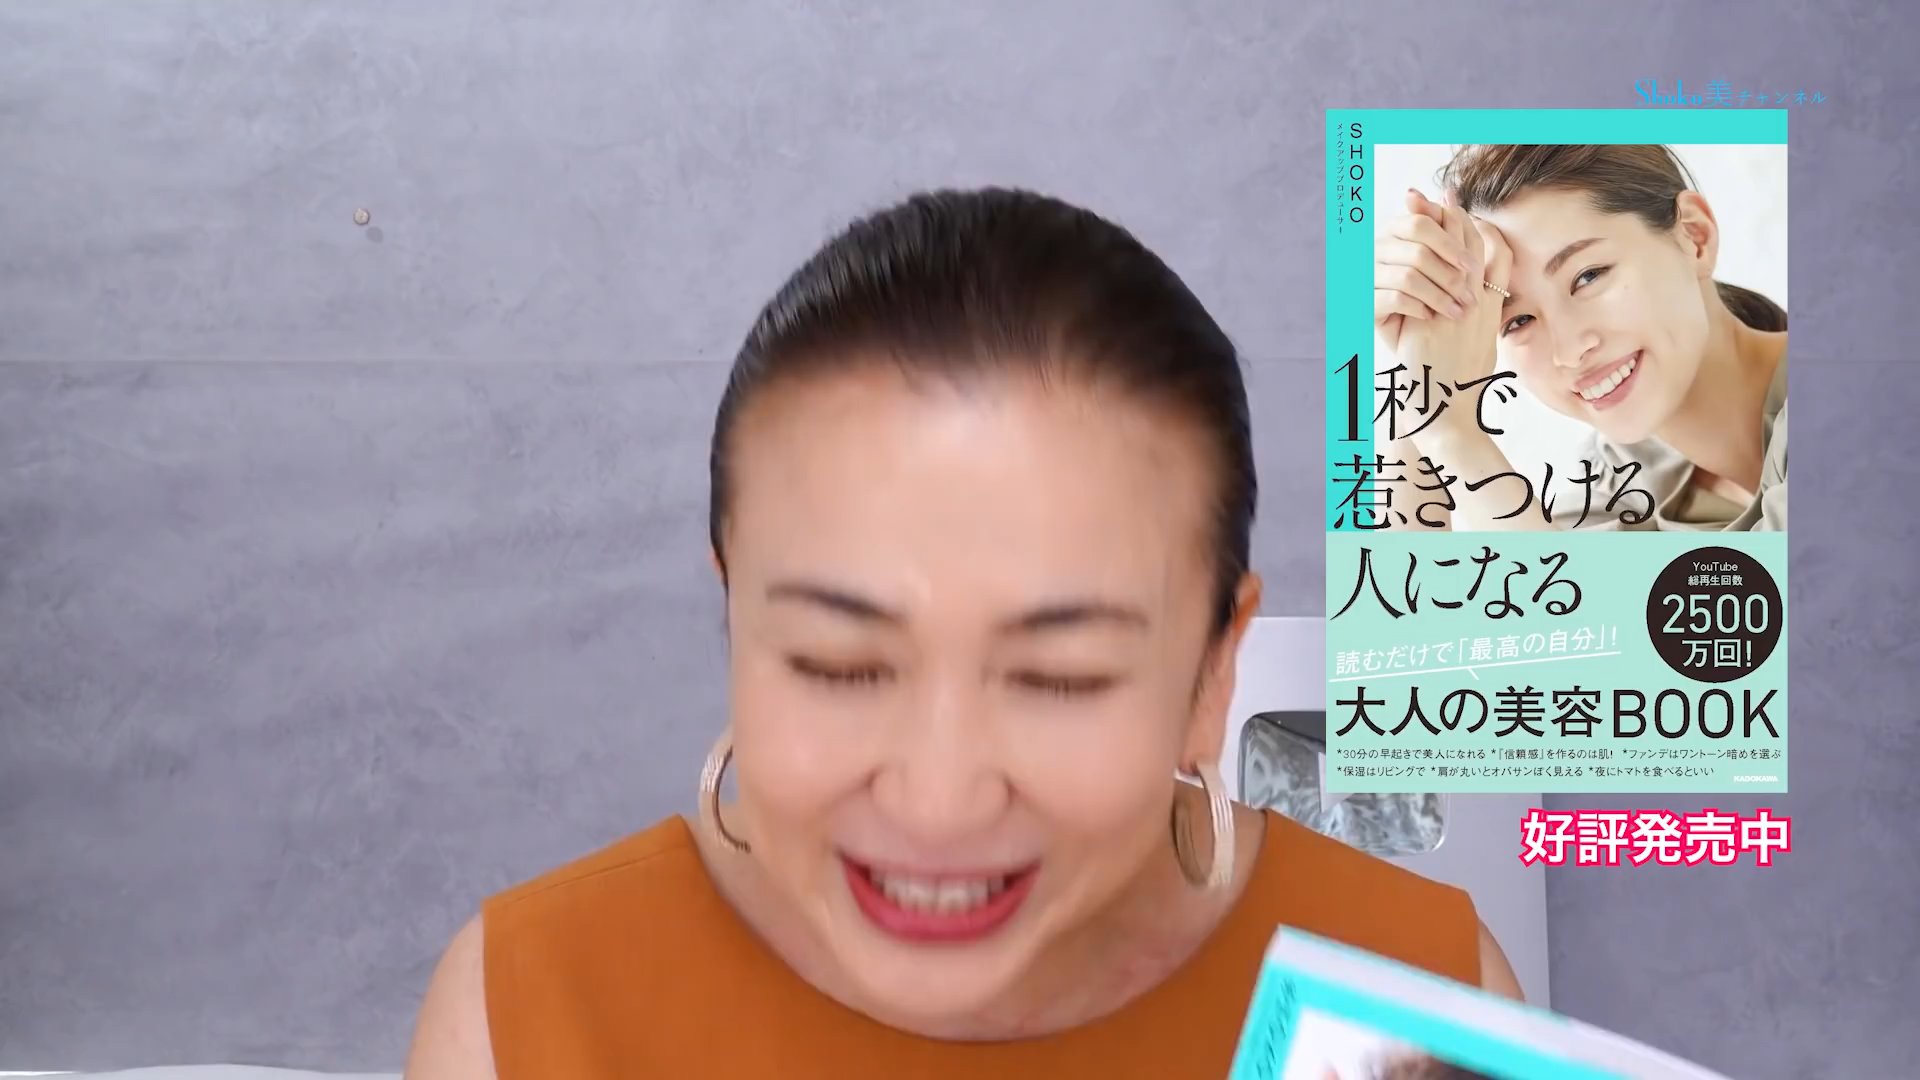 Shoko美チャンネル
SHOKO
メイクアッププロデューサー
1秒で
惹きつける
人になる
YouTube
総再生回数
2500
万回!
読むだけで「最高の自分」!
大人の美容BOOK
*30分の早起きで美人になれる *「信頼感」を作るのは肌! *ファンデはワントーン暗めを選ぶ
*保湿はリビングで *肩が丸いとオバサンぽく見える *夜にトマトを食べるといい
KADOKAWA
好評発売中